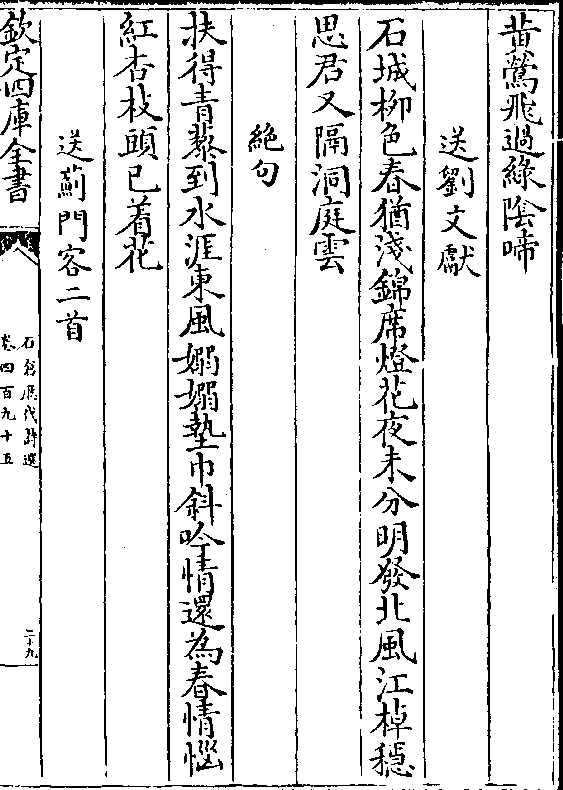 黄鶯飛過綠陰啼
送劉文獻
石城柳色春猶淺錦席燈花夜未分明發北風江棹穩
思君又隔洞庭雲
絶句
扶得青藜到水涯東風嫋嫋墊巾斜吟情還為春情惱
紅杏枝頭已着花
送薊門客二首
欽定四庫全書
石倉歷代詩選
卷四百九十五
二十九